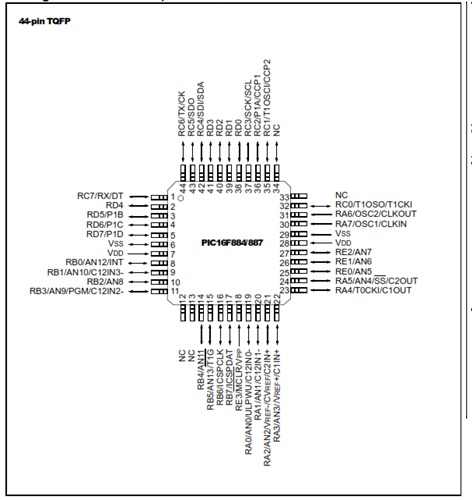 44-pin TQFP
RC6/TX/CK
RC5/SDO
RC4/SDI/SDA
RD3
RD2
RD1
RD0
RC3/SCK/SCL
RC2/P1A/CCP1
RC1/T1OSCI/CCP2
NC
44
43
42
41
40
39
38
37
36
35
34
RC7/RX/DT 1
RD4 2
RD5/P1B 3
RD6/P1C 4
RD7/P1D 5
VSS 6
VDD 7
RB0/AN12/INT 8
RB1/AN10/C12IN3- 9
RB2/AN8 10
RB3/AN9/PGM/C12IN2- 11
PIC16F884/887
33 NC
32 RC0/T1OSO/T1CKI
31 RA6/OSC2/CLKOUT
30 RA7/OSC1/CLKIN
29 VSS
28 VDD
27 RE2/AN7
26 RE1/AN6
25 RE0/AN5
24 RA5/AN4/SS/C2OUT
23 RA4/T0CKI/C1OUT
12
13
14
15
16
17
18
19
20
21
22
NC
NC
RB4/AN11
RB5/AN13/T1G
RB6/ICSPCLK
RB7/ICSPDAT
RE3/MCLR/VPP
RA0/AN0/ULPWU/C12IN0-
RA1/AN1/C12IN1-
RA2/AN2/VREF-/CVREF/C2IN+
RA3/AN3/VREF+/C1IN+